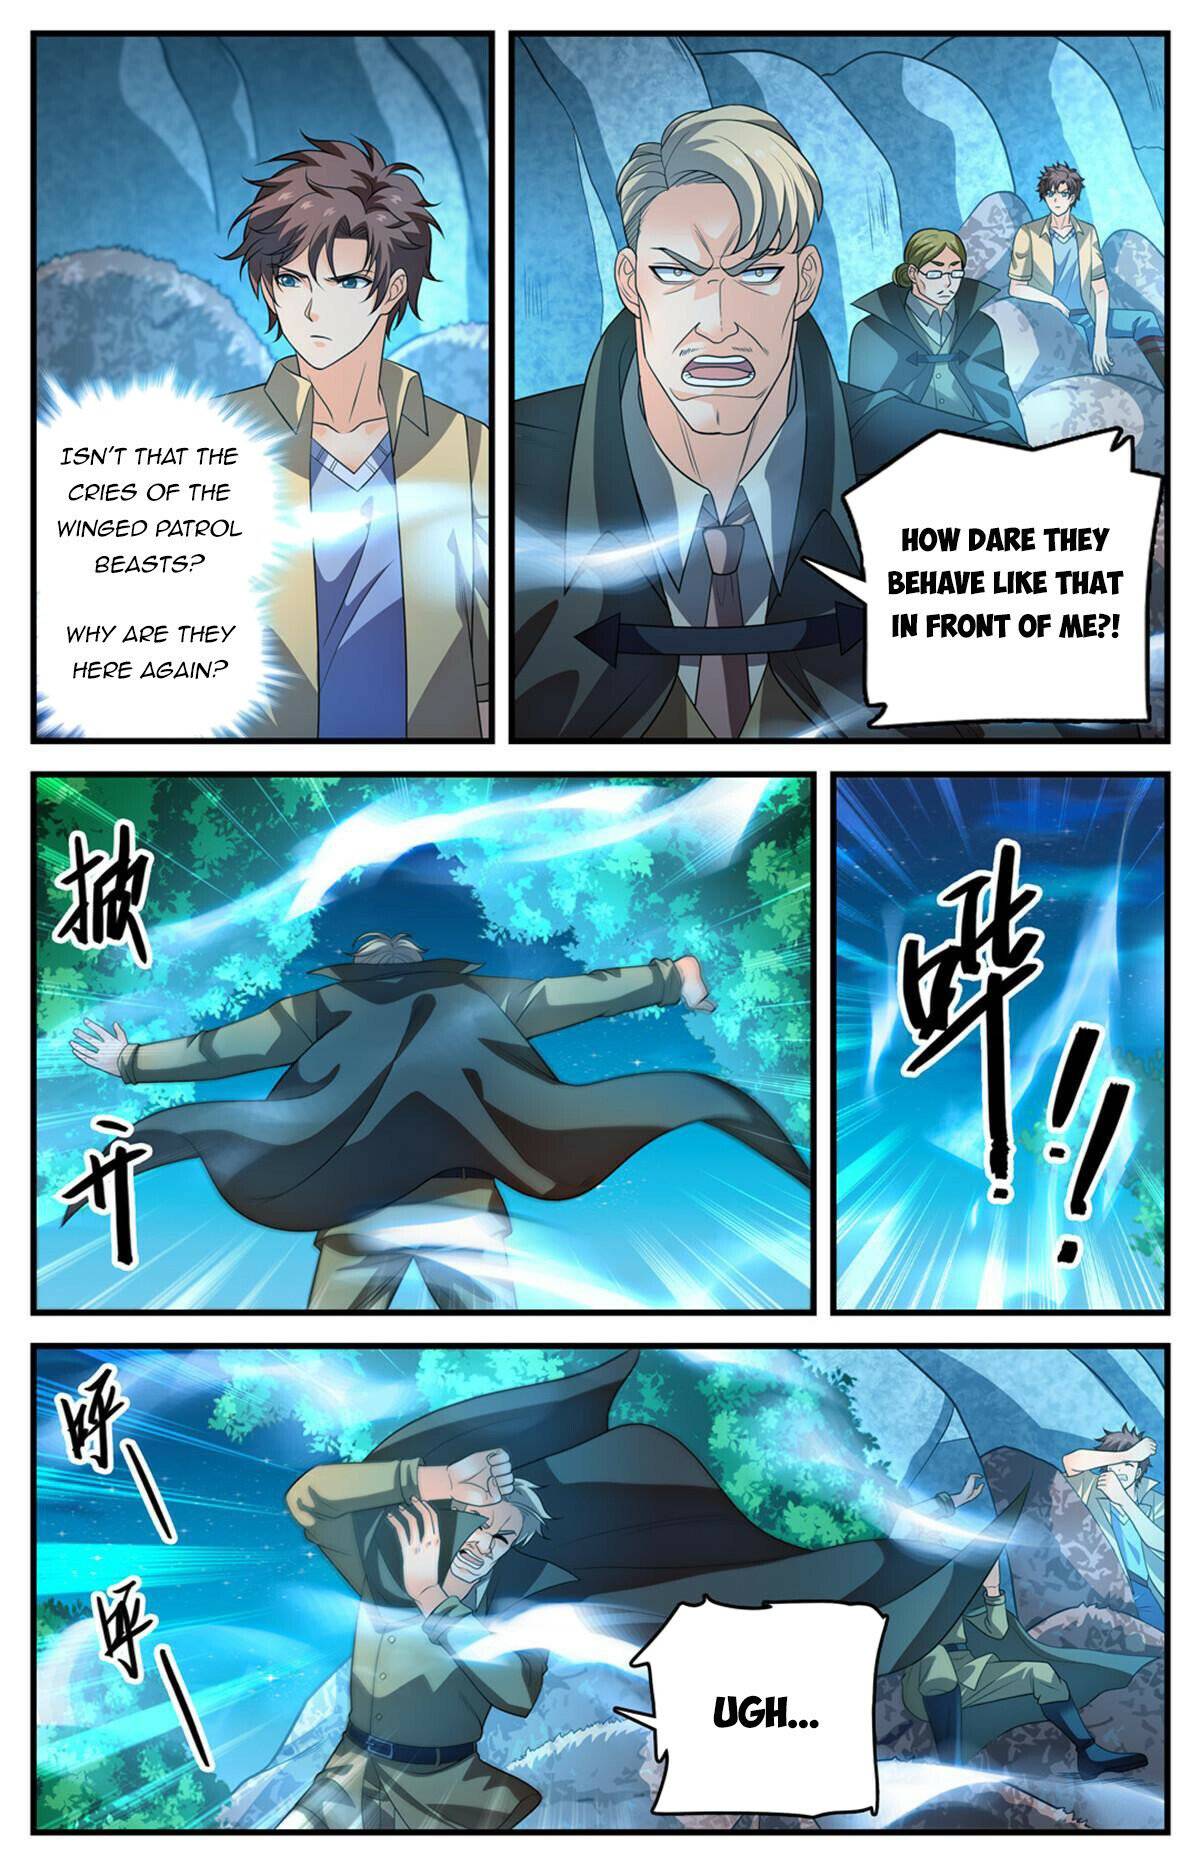 ISN'T THAT THE
CRIES OF THE
WINGED PATROL
BEASTS?
WHY ARE THEY
HERE AGAIN?
HOW DARE THEY
BEHAVE LIKE THAT
IN FRONT OF ME?!
掀
开
哗!!
呼—
呼—
UGH...